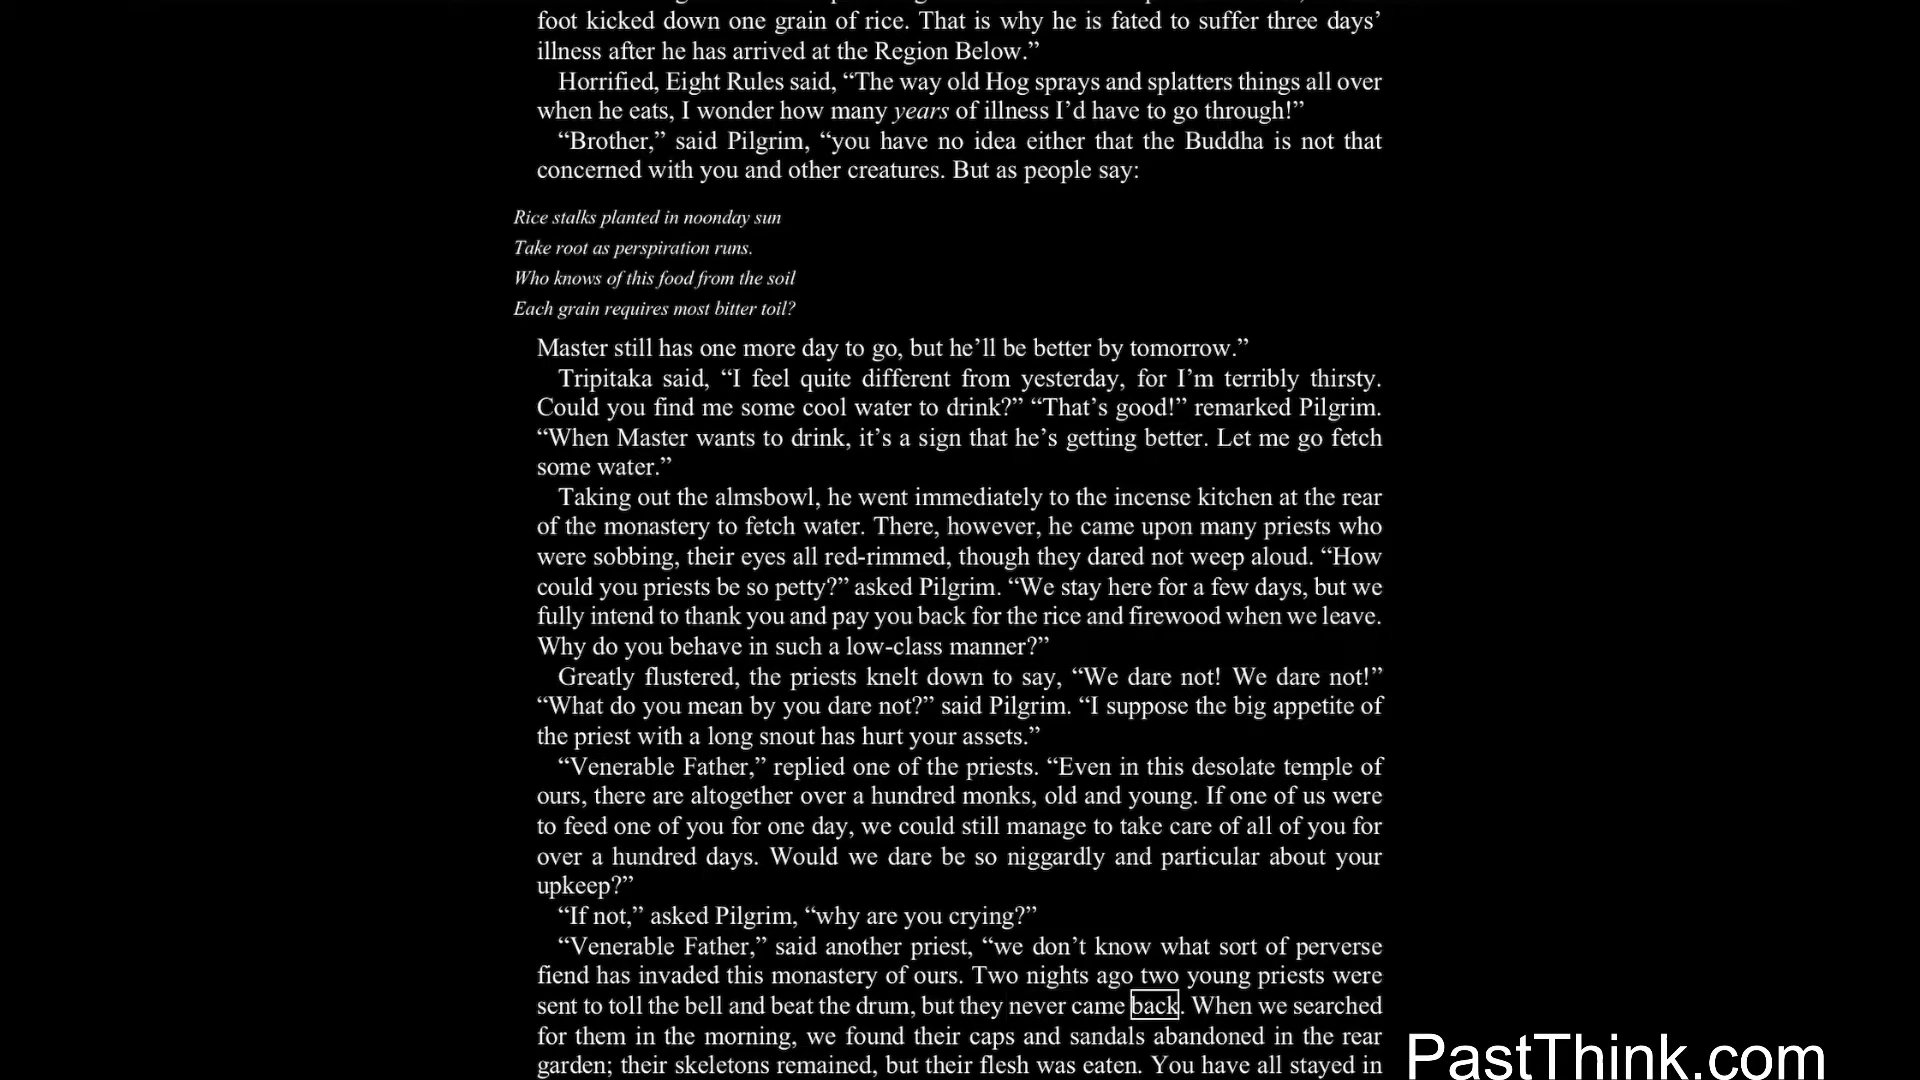 foot kicked down one grain of rice. That is why he is fated to suffer three days’
illness after he has arrived at the Region Below.”
Horrified, Eight Rules said, “The way old Hog sprays and splatters things all over
when he eats, I wonder how many years of illness I’d have to go through!”
“Brother,” said Pilgrim, “you have no idea either that the Buddha is not that
concerned with you and other creatures. But as people say:
Rice stalks planted in noonday sun
Take root as perspiration runs.
Who knows of this food from the soil
Each grain requires most bitter toil?
Master still has one more day to go, but he’ll be better by tomorrow.”
Tripitaka said, “I feel quite different from yesterday, for I’m terribly thirsty.
Could you find me some cool water to drink?” “That’s good!” remarked Pilgrim.
“When Master wants to drink, it’s a sign that he’s getting better. Let me go fetch
some water.”
Taking out the almsbowl, he went immediately to the incense kitchen at the rear
of the monastery to fetch water. There, however, he came upon many priests who
were sobbing, their eyes all red-rimmed, though they dared not weep aloud. “How
could you priests be so petty?” asked Pilgrim. “We stay here for a few days, but we
fully intend to thank you and pay you back for the rice and firewood when we leave.
Why do you behave in such a low-class manner?”
Greatly flustered, the priests knelt down to say, “We dare not! We dare not!”
“What do you mean by you dare not?” said Pilgrim. “I suppose the big appetite of
the priest with a long snout has hurt your assets.”
“Venerable Father,” replied one of the priests. “Even in this desolate temple of
ours, there are altogether over a hundred monks, old and young. If one of us were
to feed one of you for one day, we could still manage to take care of all of you for
over a hundred days. Would we dare be so niggardly and particular about your
upkeep?”
“If not,” asked Pilgrim, “why are you crying?”
“Venerable Father,” said another priest, “we don’t know what sort of perverse
fiend has invaded this monastery of ours. Two nights ago two young priests were
sent to toll the bell and beat the drum, but they never came back. When we searched
for them in the morning, we found their caps and sandals abandoned in the rear
garden; their skeletons remained, but their flesh was eaten. You have all stayed in
PastThink.com